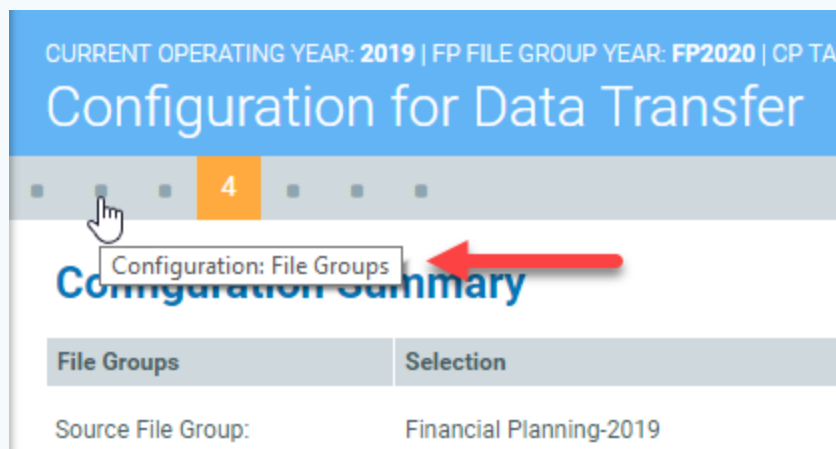 CURRENT OPERATING YEAR: 2019 | FP FILE GROUP YEAR: FP2020 | CP TA
Configuration for Data Transfer
4
Configuration: File Groups
Configuration Summary
File Groups Selection
Source File Group: Financial Planning-2019